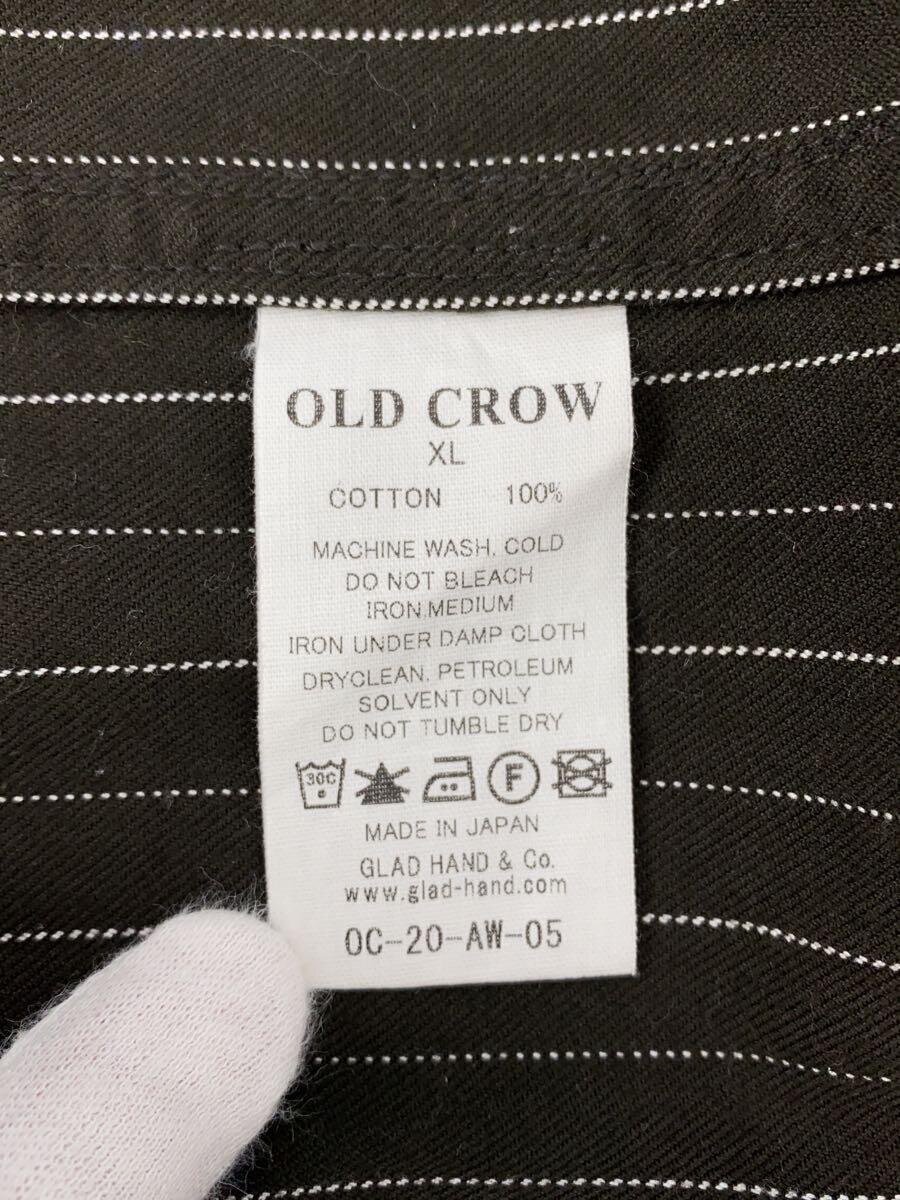 OLD CROW
XL
COTTON 100%
MACHINE WASH, COLD
DO NOT BLEACH
IRON,MEDIUM
IRON UNDER DAMP CLOTH
DRYCLEAN, PETROLEUM
SOLVENT ONLY
DO NOT TUMBLE DRY
30C F
MADE IN JAPAN
GLAD HAND & Co.
www.glad-hand.com
OC-20-AW-05